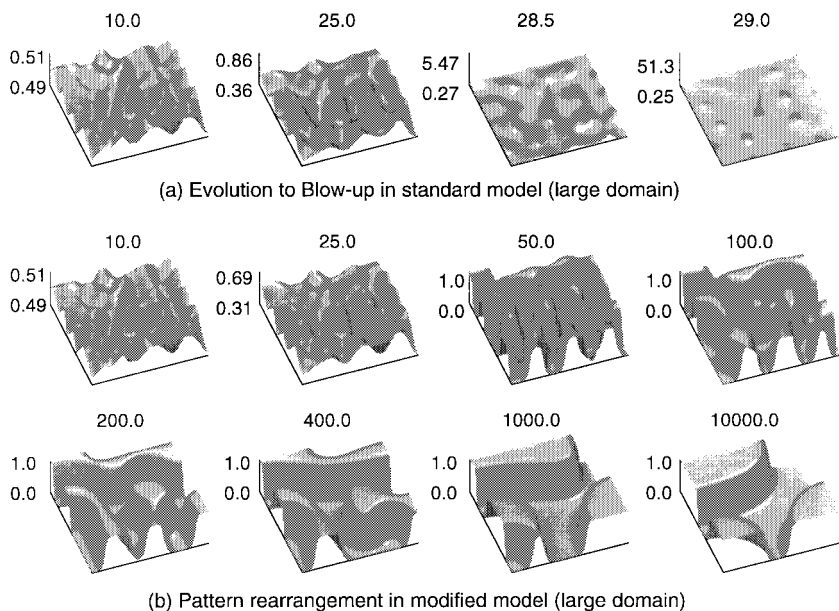 10.0 25.0 28.5 29.0
0.51 0.86 5.47 51.3
0.49 0.36 0.27 0.25
(a) Evolution to Blow-up in standard model (large domain)
10.0 25.0 50.0 100.0
0.51 0.69 1.0 1.0
0.49 0.31 0.0 0.0
200.0 400.0 1000.0 10000.0
1.0 1.0 1.0 1.0
0.0 0.0 0.0 0.0
(b) Pattern rearrangement in modified model (large domain)